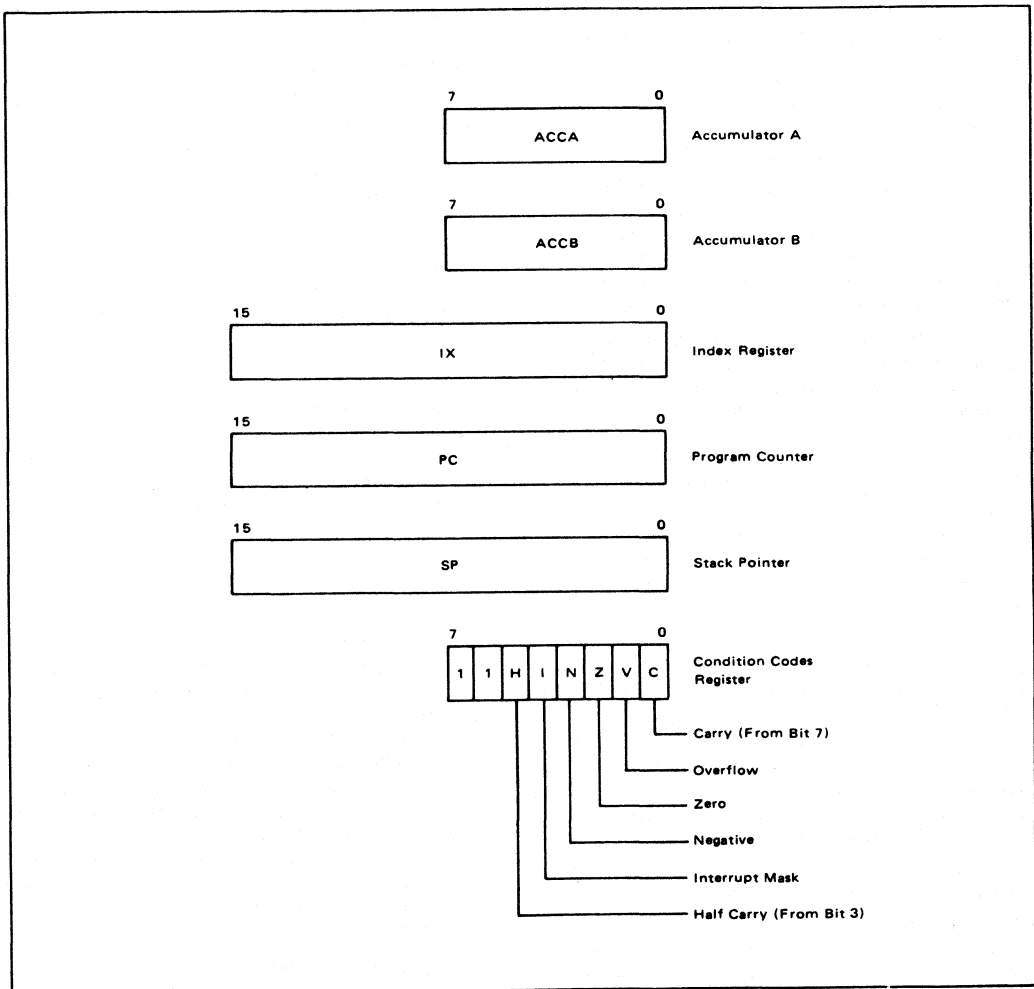 7 0
ACCA Accumulator A
7 0
ACCB Accumulator B
15 0
IX Index Register
15 0
PC Program Counter
15 0
SP Stack Pointer
7 0
1 1 H I N Z V C Condition Codes
Register
Carry (From Bit 7)
Overflow
Zero
Negative
Interrupt Mask
Half Carry (From Bit 3)